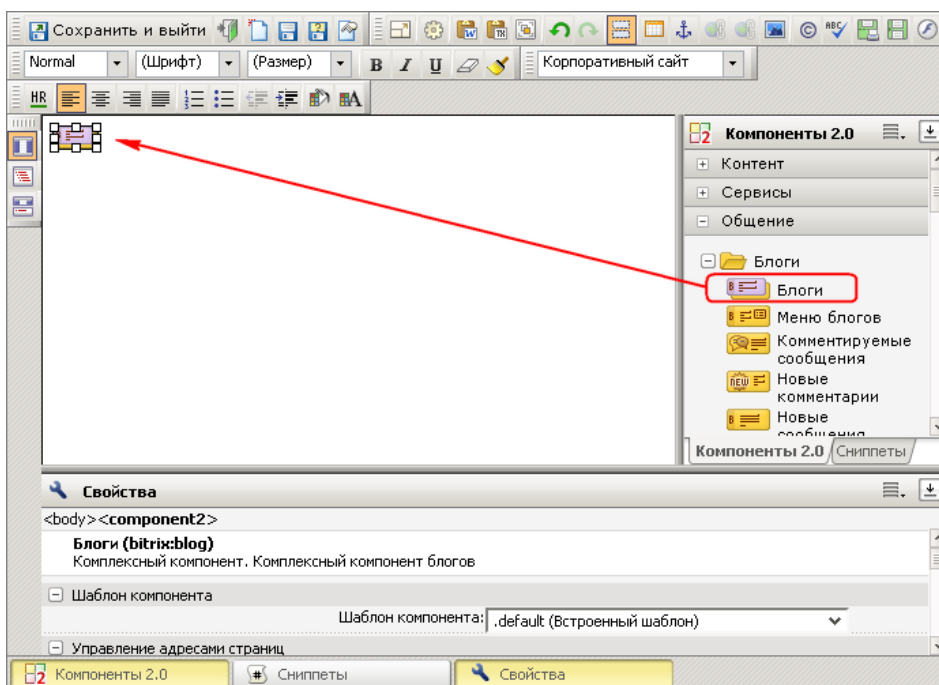 Сохранить и выйти
Normal (Шрифт) (Размер) B I U Корпоративный сайт
HR
Компоненты 2.0
Контент
Сервисы
Общение
Блоги
Блоги
Меню блогов
Комментируемые
сообщения
Новые
комментарии
Новые
сообщения
Компоненты 2.0 Сниппеты
Свойства
<body><component2>
Блоги (bitrix:blog)
Комплексный компонент. Комплексный компонент блогов
Шаблон компонента
Шаблон компонента: .default (Встроенный шаблон)
Управление адресами страниц
Компоненты 2.0 Сниппеты Свойства